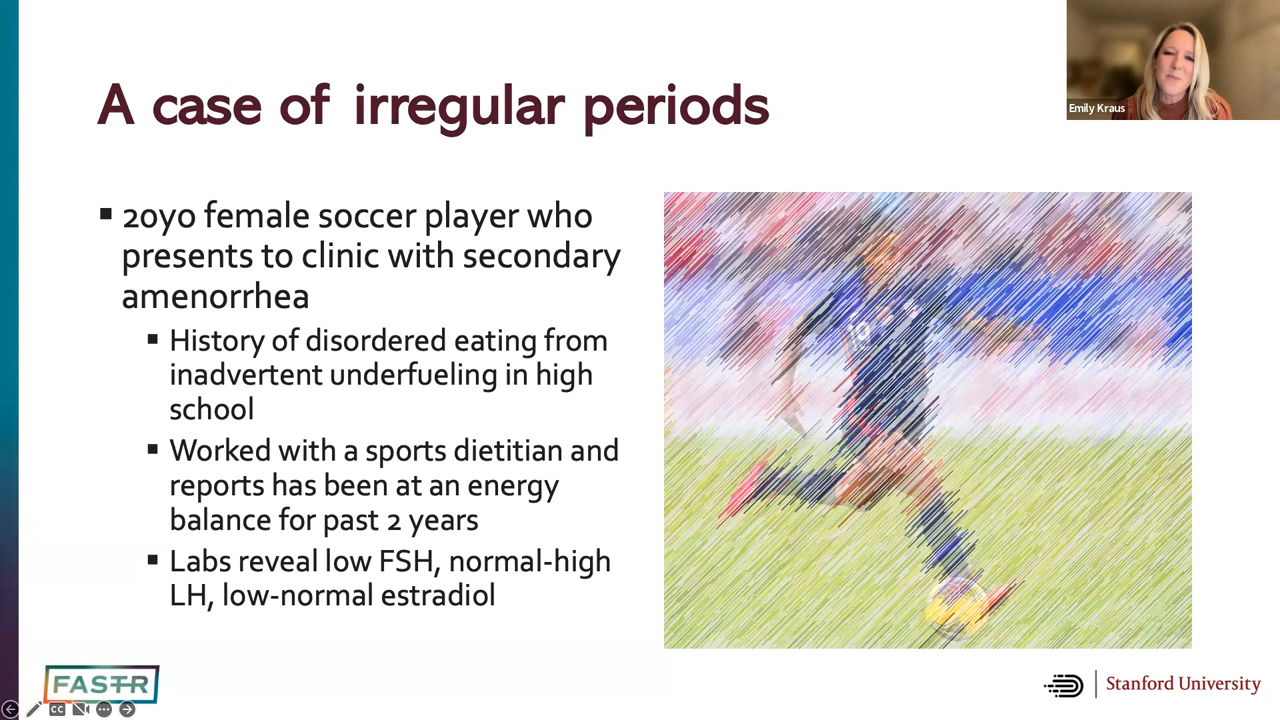 A case of irregular periods
Emily Kraus
▪ 20yo female soccer player who
presents to clinic with secondary
amenorrhea
▪ History of disordered eating from
inadvertent underfueling in high
school
▪ Worked with a sports dietitian and
reports has been at an energy
balance for past 2 years
▪ Labs reveal low FSH, normal-high
LH, low-normal estradiol
10
FASTR
CC
Stanford University